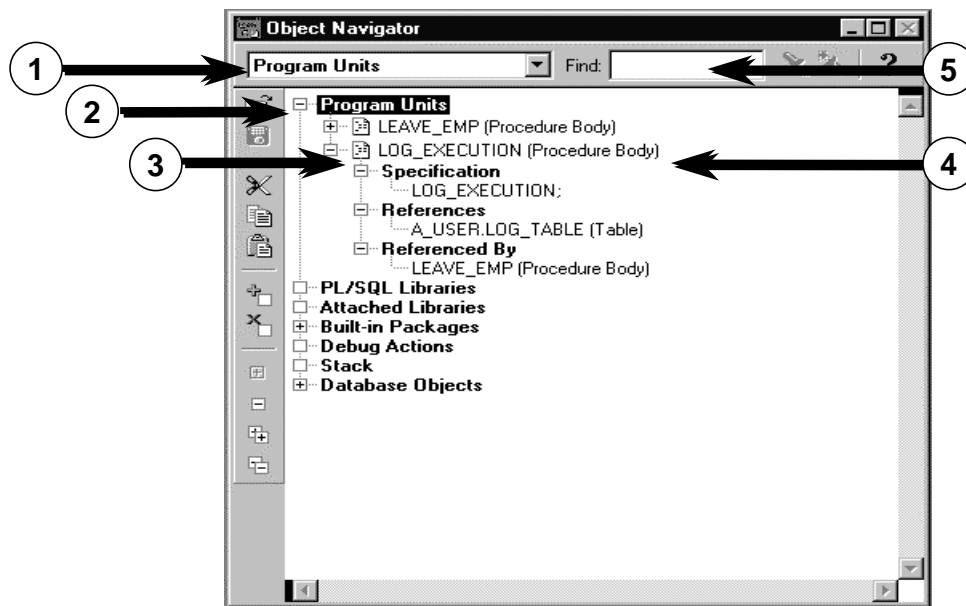 Object Navigator
1
Program Units
Find:
?
5
2
Program Units
LEAVE_EMP (Procedure Body)
3
LOG_EXECUTION (Procedure Body)
4
Specification
LOG_EXECUTION;
References
A_USER.LOG_TABLE (Table)
Referenced By
LEAVE_EMP (Procedure Body)
PL/SQL Libraries
Attached Libraries
Built-in Packages
Debug Actions
Stack
Database Objects